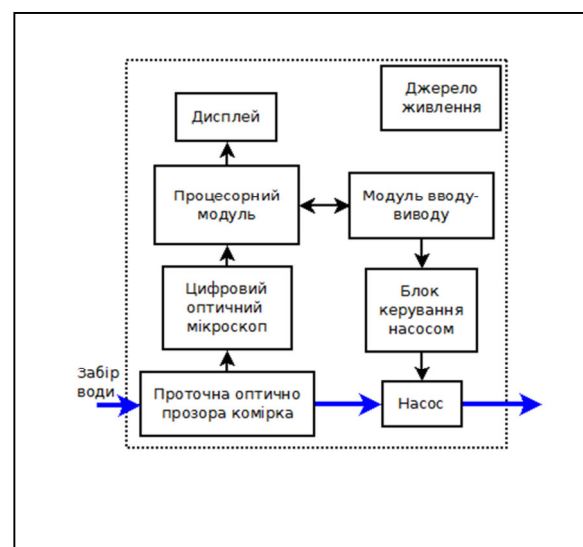 Джерело
живлення
Дисплей
Процесорний
модуль
Модуль вводу-
виводу
Цифровий
оптичний
мікроскоп
Блок
керування
насосом
Забір
води
Проточна оптично
прозора комірка
Насос